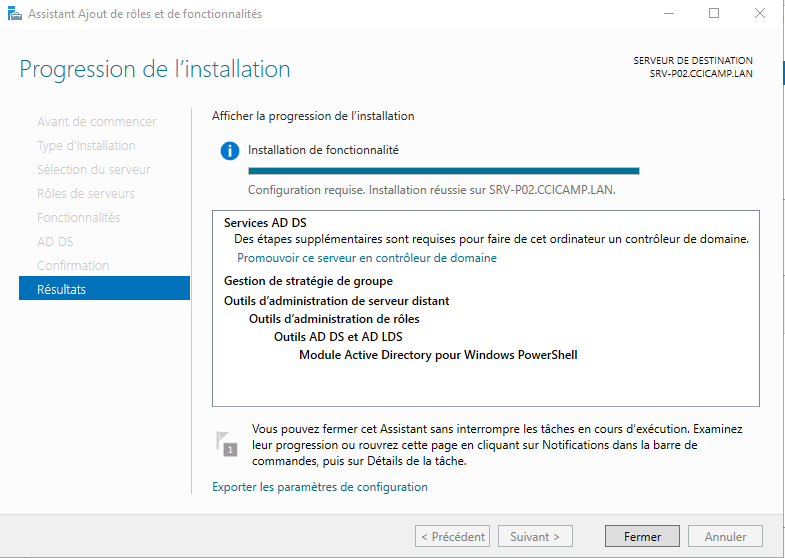 Assistant Ajout de rôles et de fonctionnalités
Progression de l'installation
SERVEUR DE DESTINATION
SRV-P02.CCICAMP.LAN
Avant de commencer
Type d'installation
Sélection du serveur
Rôles de serveurs
Fonctionnalités
AD DS
Confirmation
Résultats
Afficher la progression de l'installation
Installation de fonctionnalité
Configuration requise. Installation réussie sur SRV-P02.CCICAMP.LAN.
Services AD DS
Des étapes supplémentaires sont requises pour faire de cet ordinateur un contrôleur de domaine.
Promouvoir ce serveur en contrôleur de domaine
Gestion de stratégie de groupe
Outils d'administration de serveur distant
Outils d'administration de rôles
Outils AD DS et AD LDS
Module Active Directory pour Windows PowerShell
1
Vous pouvez fermer cet Assistant sans interrompre les tâches en cours d'exécution. Examinez
leur progression ou rouvrez cette page en cliquant sur Notifications dans la barre de
commandes, puis sur Détails de la tâche.
Exporter les paramètres de configuration
< Précédent
Suivant >
Fermer
Annuler